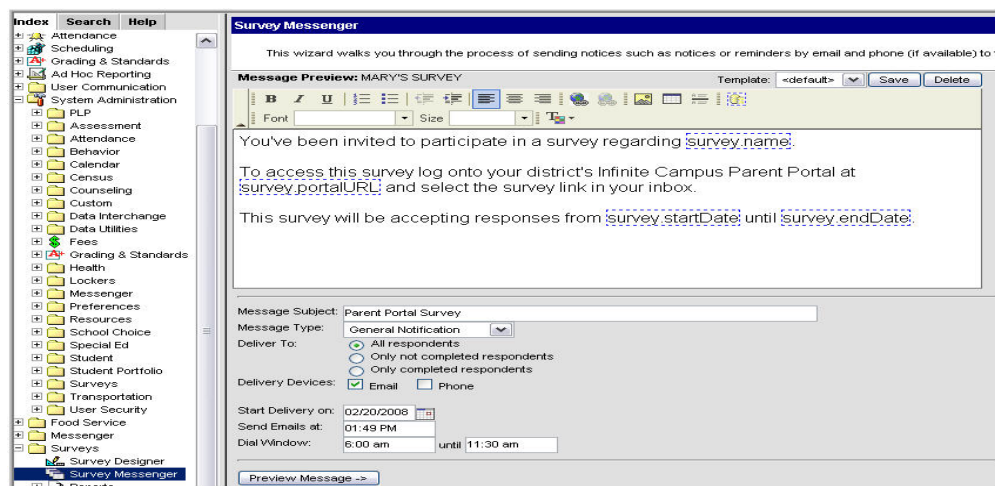 Index Search Help
Attendance
Scheduling
Grading & Standards
Ad Hoc Reporting
User Communication
System Administration
PLP
Assessment
Attendance
Behavior
Calendar
Census
Counseling
Custom
Data Interchange
Data Utilities
Fees
Grading & Standards
Health
Lockers
Messenger
Preferences
Resources
School Choice
Special Ed
Student
Student Portfolio
Surveys
Transportation
User Security
Food Service
Messenger
Surveys
Survey Designer
Survey Messenger
Reports
Survey Messenger
This wizard walks you through the process of sending notices such as notices or reminders by email and phone (if available) to
Message Preview: MARY'S SURVEY
Template: <default> Save Delete
B I U
Font Size
You've been invited to participate in a survey regarding survey.name.
To access this survey log onto your district's Infinite Campus Parent Portal at
survey.portalURL and select the survey link in your inbox.
This survey will be accepting responses from survey.startDate until survey.endDate.
Message Subject: Parent Portal Survey
Message Type: General Notification
Deliver To: All respondents
Only not completed respondents
Only completed respondents
Delivery Devices: Email Phone
Start Delivery on: 02/20/2008
Send Emails at: 01:49 PM
Dial Window: 6:00 am until 11:30 am
Preview Message ->